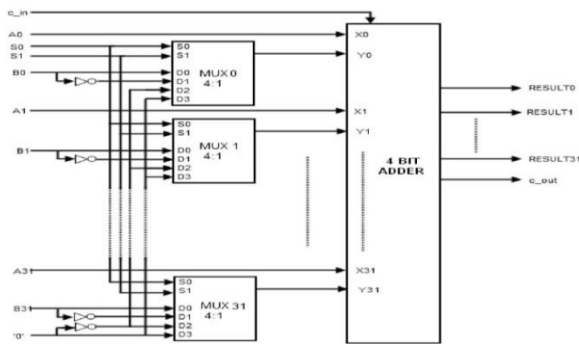 c_in
A0
S0
S1
B0
S0
S1
D0
D1
D2
D3
MUX 0
4:1
X0
Y0
A1
B1
S0
S1
D0
D1
D2
D3
MUX 1
4:1
X1
Y1
4 BIT
ADDER
RESULT0
RESULT1
RESULT31
c_out
A31
B31
'0'
S0
S1
D0
D1
D2
D3
MUX 31
4:1
X31
Y31